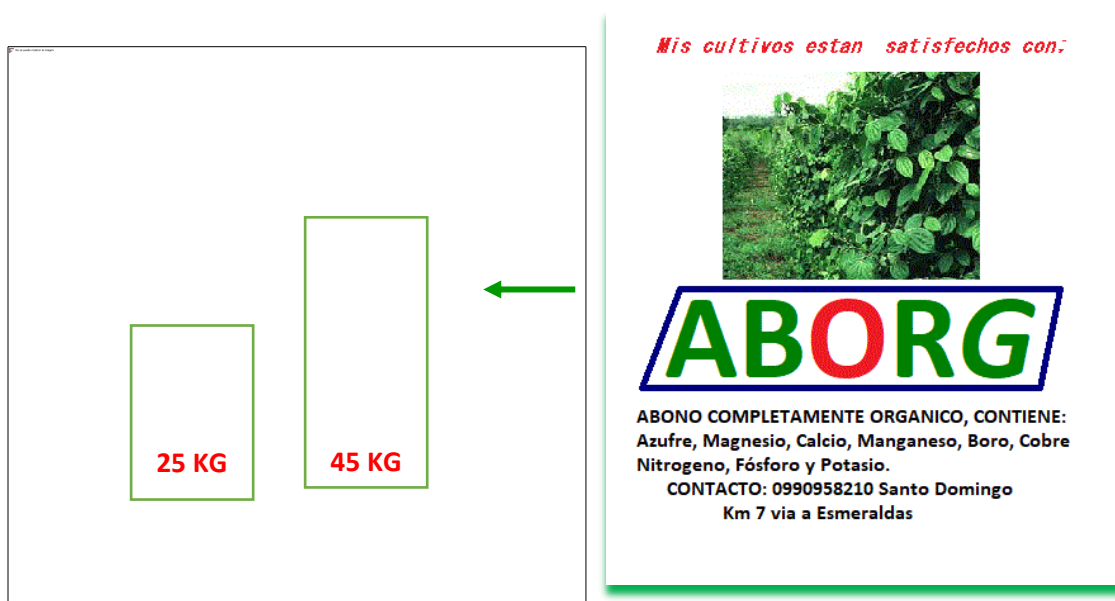 25 KG
45 KG
Mis cultivos estan satisfechos con:
ABORG
ABONO COMPLETAMENTE ORGANICO, CONTIENE:
Azufre, Magnesio, Calcio, Manganeso, Boro, Cobre
Nitrogeno, Fósforo y Potasio.
CONTACTO: 0990958210 Santo Domingo
Km 7 via a Esmeraldas